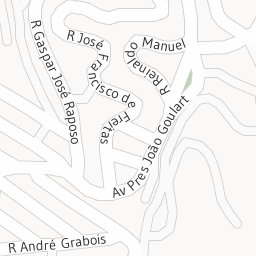 R José Francisco de Freitas
Manuel
R Reinaldo
R Gaspar José Raposo
Av Pres João Goulart
R André Grabois